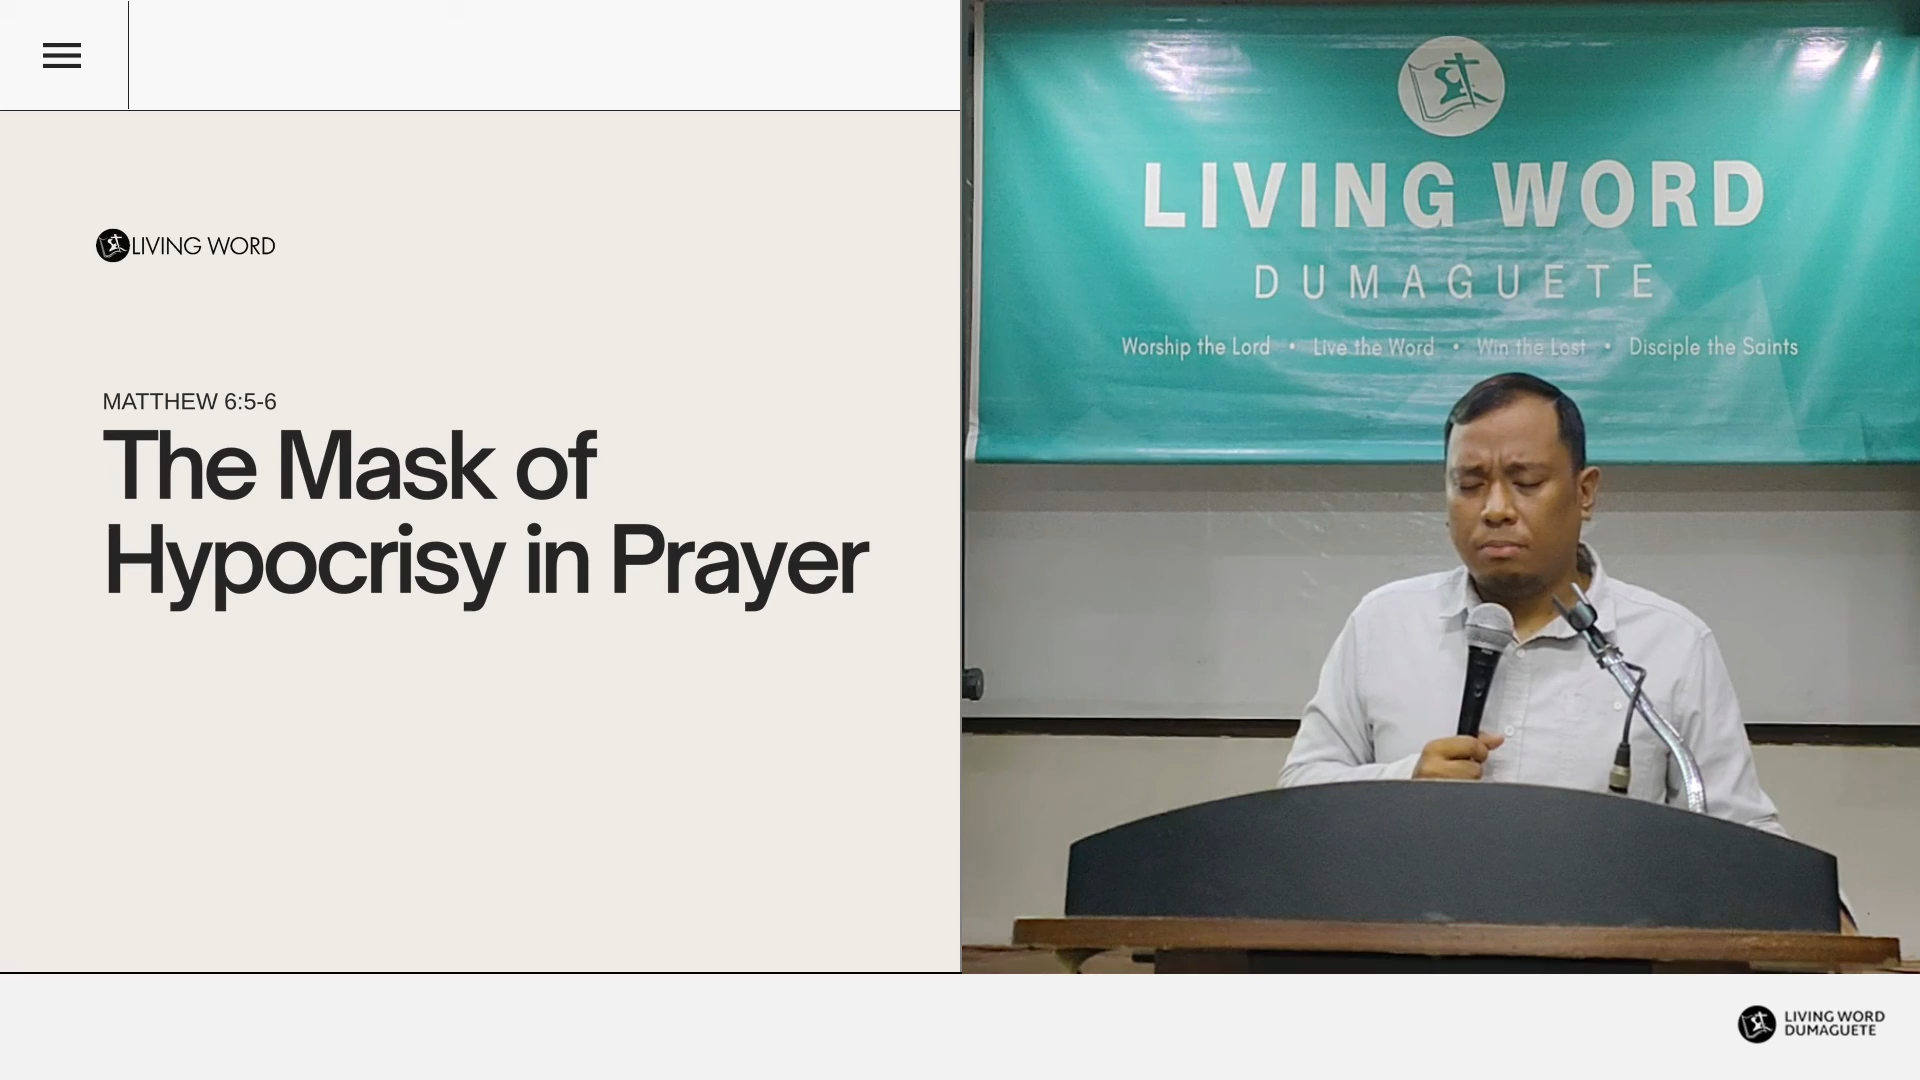 LIVING WORD
MATTHEW 6:5-6
The Mask of
Hypocrisy in Prayer
LIVING WORD
DUMAGUETE
Worship the Lord • Live the Word • Win the Lost • Disciple the Saints
LIVING WORD
DUMAGUETE